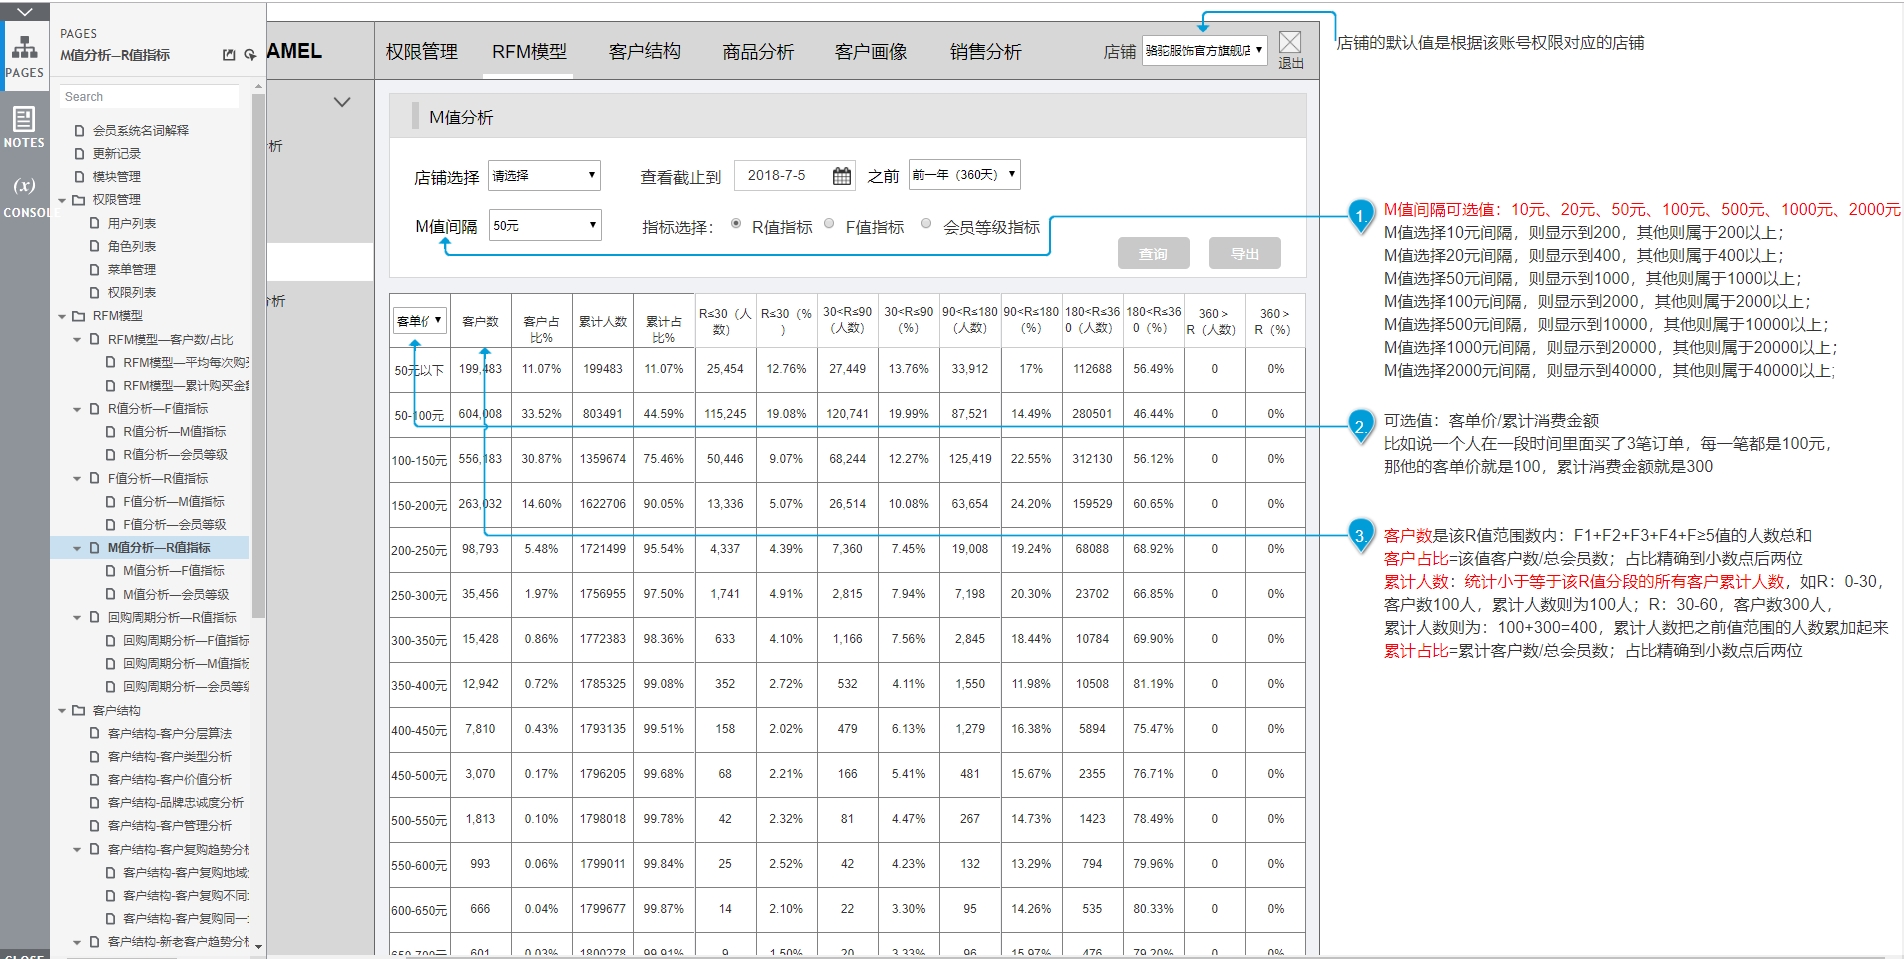 PAGES
M值分析—R值指标
PAGES
NOTES
(x)
CONSOL
CLOSE
Search
会员系统名词解释
更新记录
模块管理
权限管理
用户列表
角色列表
菜单管理
权限列表
RFM模型
RFM模型—客户数/占比
RFM模型—平均每次购
RFM模型—累计购买金
R值分析—F值指标
R值分析—M值指标
R值分析—会员等级
F值分析—R值指标
F值分析—M值指标
F值分析—会员等级
M值分析—R值指标
M值分析—F值指标
M值分析—会员等级
回购周期分析—R值指标
回购周期分析—F值指标
回购周期分析—M值指标
回购周期分析—会员等级
客户结构
客户结构-客户分层算法
客户结构-客户类型分析
客户结构-客户价值分析
客户结构-品牌忠诚度分析
客户结构-客户管理分析
客户结构-客户复购趋势分析
客户结构-客户复购地域
客户结构-客户复购不同
客户结构-客户复购同一
客户结构-新老客户趋势分析
AMEL
权限管理 RFM模型 客户结构 商品分析 客户画像 销售分析
店铺 骆驼服饰官方旗舰店 退出
店铺的默认值是根据该账号权限对应的店铺
析
分析
M值分析
店铺选择 请选择 查看截止到 2018-7-5 之前 前一年（360天）
M值间隔 50元 指标选择： R值指标 F值指标 会员等级指标
查询 导出
客单价 客户数 客户占比% 累计人数 累计占比% R≤30（人数） R≤30（%） 30<R≤90（人数） 30<R≤90（%） 90<R≤180（人数） 90<R≤180（%） 180<R≤360（人数） 180<R≤360（%） 360＞R（人数） 360＞R（%）
50元以下 199,483 11.07% 199483 11.07% 25,454 12.76% 27,449 13.76% 33,912 17% 112688 56.49% 0 0%
50-100元 604,008 33.52% 803491 44.59% 115,245 19.08% 120,741 19.99% 87,521 14.49% 280501 46.44% 0 0%
100-150元 556,183 30.87% 1359674 75.46% 50,446 9.07% 68,244 12.27% 125,419 22.55% 312130 56.12% 0 0%
150-200元 263,032 14.60% 1622706 90.05% 13,336 5.07% 26,514 10.08% 63,654 24.20% 159529 60.65% 0 0%
200-250元 98,793 5.48% 1721499 95.54% 4,337 4.39% 7,360 7.45% 19,008 19.24% 68088 68.92% 0 0%
250-300元 35,456 1.97% 1756955 97.50% 1,741 4.91% 2,815 7.94% 7,198 20.30% 23702 66.85% 0 0%
300-350元 15,428 0.86% 1772383 98.36% 633 4.10% 1,166 7.56% 2,845 18.44% 10784 69.90% 0 0%
350-400元 12,942 0.72% 1785325 99.08% 352 2.72% 532 4.11% 1,550 11.98% 10508 81.19% 0 0%
400-450元 7,810 0.43% 1793135 99.51% 158 2.02% 479 6.13% 1,279 16.38% 5894 75.47% 0 0%
450-500元 3,070 0.17% 1796205 99.68% 68 2.21% 166 5.41% 481 15.67% 2355 76.71% 0 0%
500-550元 1,813 0.10% 1798018 99.78% 42 2.32% 81 4.47% 267 14.73% 1423 78.49% 0 0%
550-600元 993 0.06% 1799011 99.84% 25 2.52% 42 4.23% 132 13.29% 794 79.96% 0 0%
600-650元 666 0.04% 1799677 99.87% 14 2.10% 22 3.30% 95 14.26% 535 80.33% 0 0%
650-700元 601 0.03% 1800278 99.91% 9 1.50% 20 3.33% 96 15.97% 476 79.20% 0 0%
1.
M值间隔可选值：10元、20元、50元、100元、500元、1000元、2000元
M值选择10元间隔，则显示到200，其他则属于200以上；
M值选择20元间隔，则显示到400，其他则属于400以上；
M值选择50元间隔，则显示到1000，其他则属于1000以上；
M值选择100元间隔，则显示到2000，其他则属于2000以上；
M值选择500元间隔，则显示到10000，其他则属于10000以上；
M值选择1000元间隔，则显示到20000，其他则属于20000以上；
M值选择2000元间隔，则显示到40000，其他则属于40000以上；
2.
可选值：客单价/累计消费金额
比如说一个人在一段时间里面买了3笔订单，每一笔都是100元，
那他的客单价就是100，累计消费金额就是300
3.
客户数是该R值范围数内：F1+F2+F3+F4+F≥5值的人数总和
客户占比=该值客户数/总会员数；占比精确到小数点后两位
累计人数：统计小于等于该R值分段的所有客户累计人数，如R：0-30，
客户数100人，累计人数则为100人；R：30-60，客户数300人，
累计人数则为：100+300=400，累计人数把之前值范围的人数累加起来
累计占比=累计客户数/总会员数；占比精确到小数点后两位